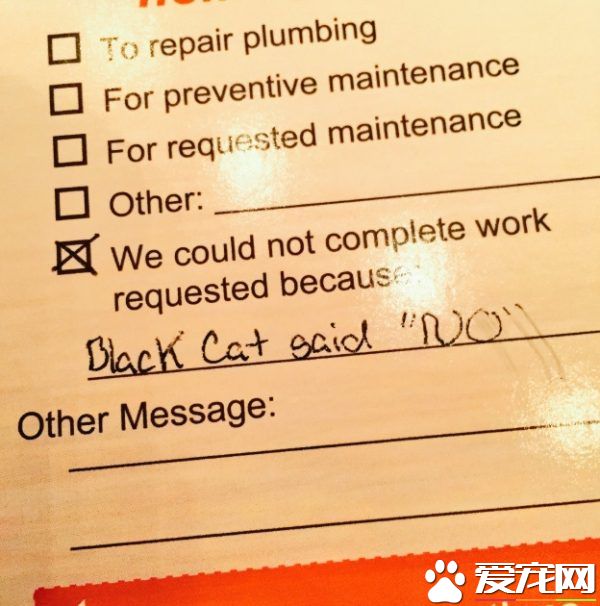 To repair plumbing
For preventive maintenance
For requested maintenance
Other:
We could not complete work
requested because:
Black Cat said "NO"
Other Message:
爱宠网